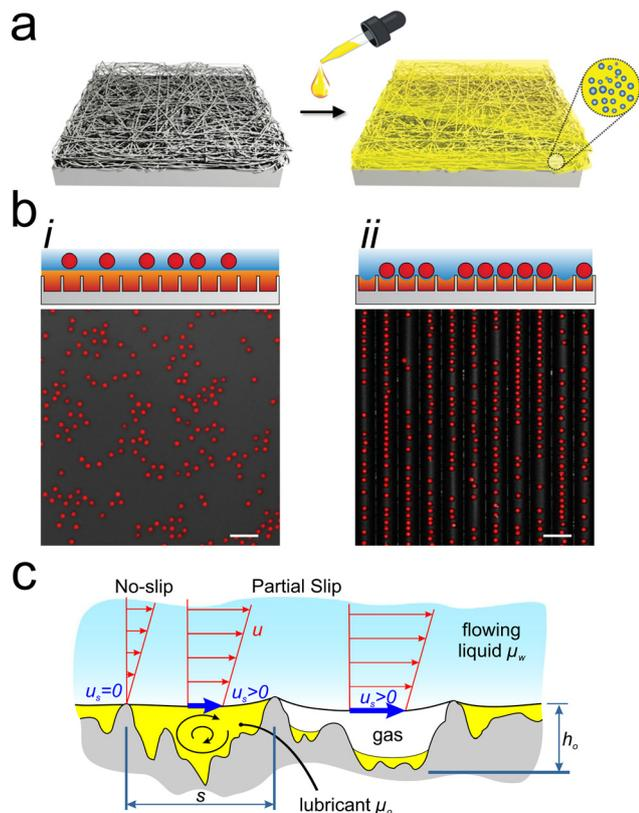 a
b
i
ii
c
No-slip
Partial Slip
u
flowing
liquid μw
us=0
us>0
us>0
gas
ho
s
lubricant μo